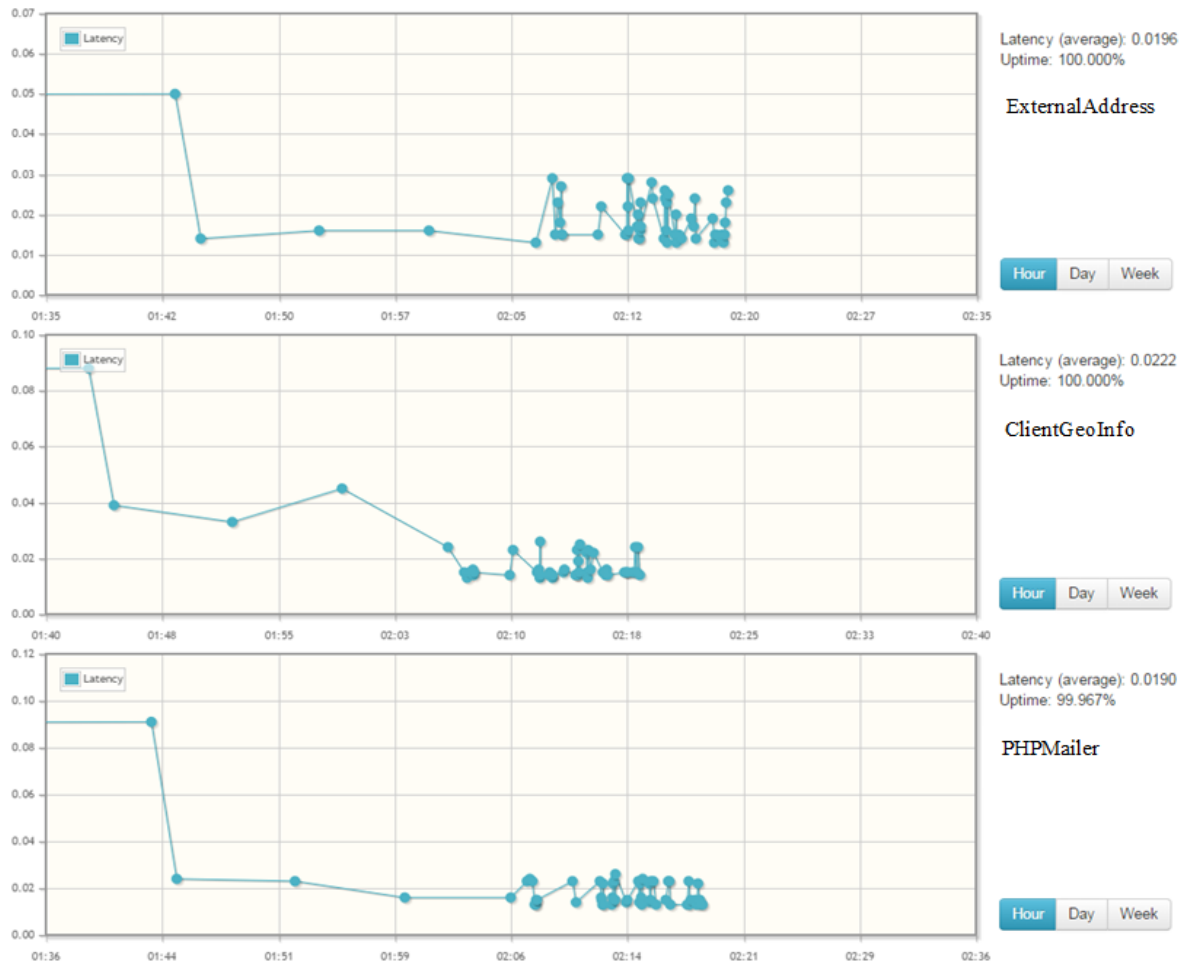 0.07
Latency
0.06
0.05
0.04
0.03
0.02
0.01
0.00
01:35 01:42 01:50 01:57 02:05 02:12 02:20 02:27 02:35
Latency (average): 0.0196
Uptime: 100.000%
ExternalAddress
Hour Day Week
0.10
Latency
0.08
0.06
0.04
0.02
0.00
01:40 01:48 01:55 02:03 02:10 02:18 02:25 02:33 02:40
Latency (average): 0.0222
Uptime: 100.000%
ClientGeoInfo
Hour Day Week
0.12
Latency
0.10
0.08
0.06
0.04
0.02
0.00
01:36 01:44 01:51 01:59 02:06 02:14 02:21 02:29 02:36
Latency (average): 0.0190
Uptime: 99.967%
PHPMailer
Hour Day Week